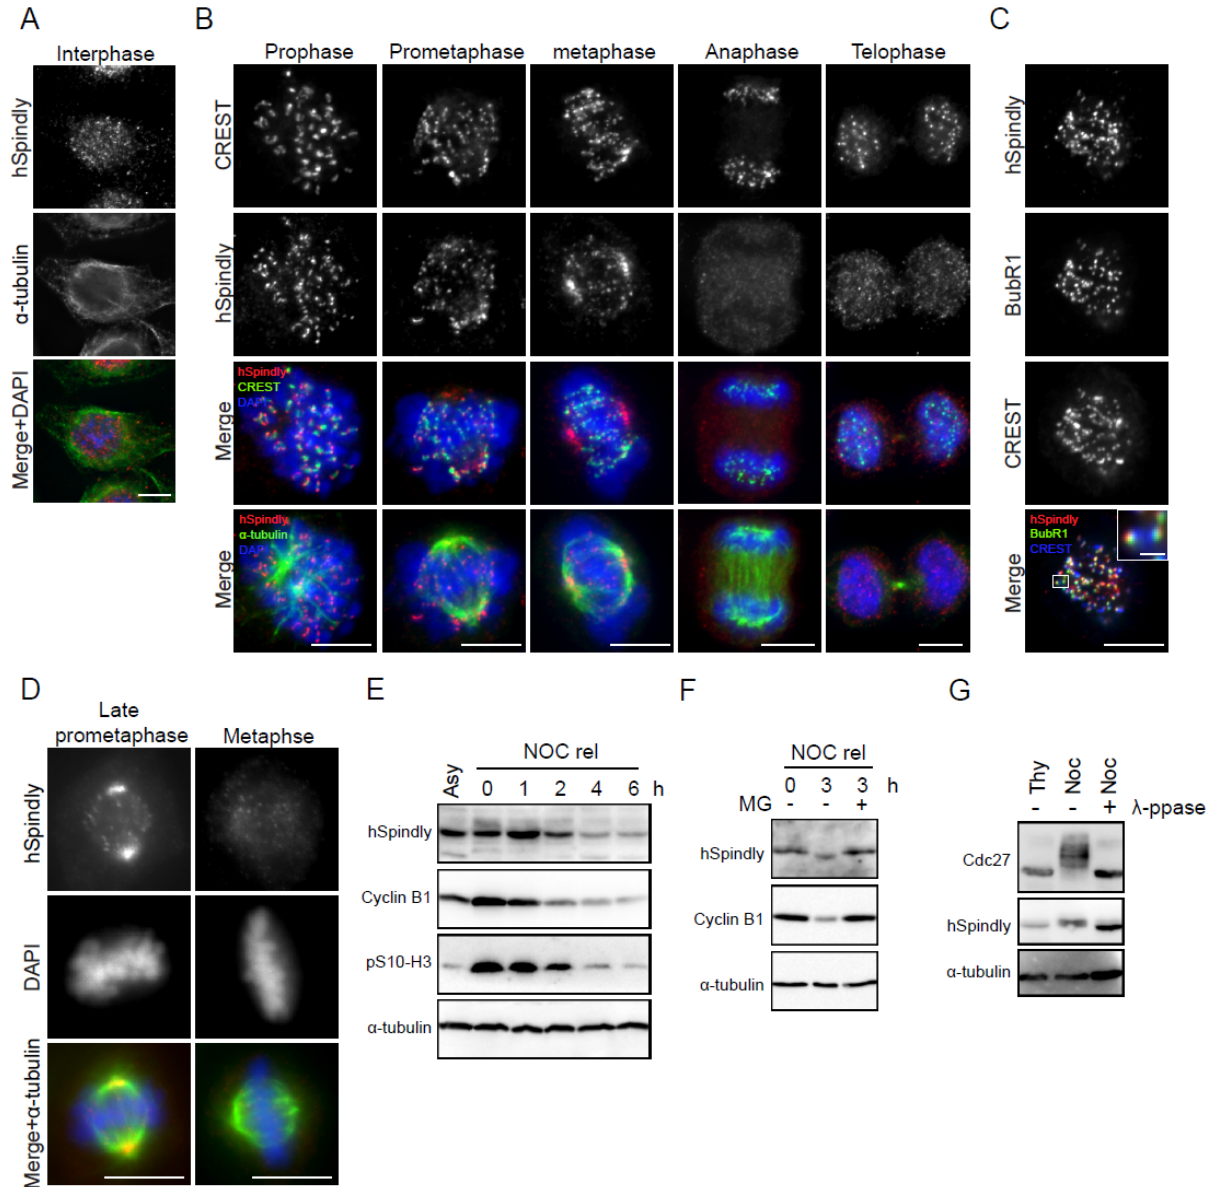 A
Interphase
hSpindly
α-tubulin
Merge+DAPI
B
Prophase Prometaphase metaphase Anaphase Telophase
CREST
hSpindly
Merge
hSpindly
CREST
DAPI
Merge
hSpindly
α-tubulin
DAPI
C
hSpindly
BubR1
CREST
Merge
hSpindly
BubR1
CREST
D
Late
prometaphase
Metaphse
hSpindly
DAPI
Merge+α-tubulin
E
NOC rel
Asy 0 1 2 4 6 h
hSpindly
Cyclin B1
pS10-H3
α-tubulin
F
NOC rel
0 3 3 h
MG - - +
hSpindly
Cyclin B1
α-tubulin
G
Thy Noc Noc
- - + λ-ppase
Cdc27
hSpindly
α-tubulin